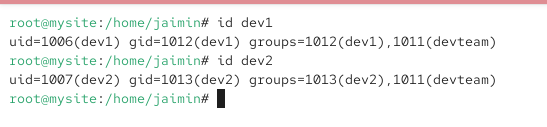 root@mysite:/home/jaimin# id dev1
uid=1006(dev1) gid=1012(dev1) groups=1012(dev1),1011(devteam)
root@mysite:/home/jaimin# id dev2
uid=1007(dev2) gid=1013(dev2) groups=1013(dev2),1011(devteam)
root@mysite:/home/jaimin#